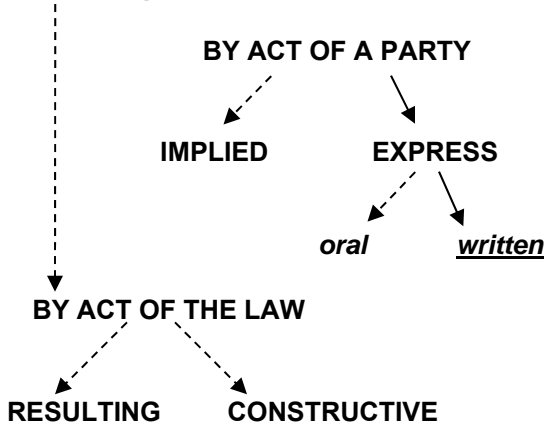 BY ACT OF A PARTY
IMPLIED EXPRESS
oral written
BY ACT OF THE LAW
RESULTING CONSTRUCTIVE